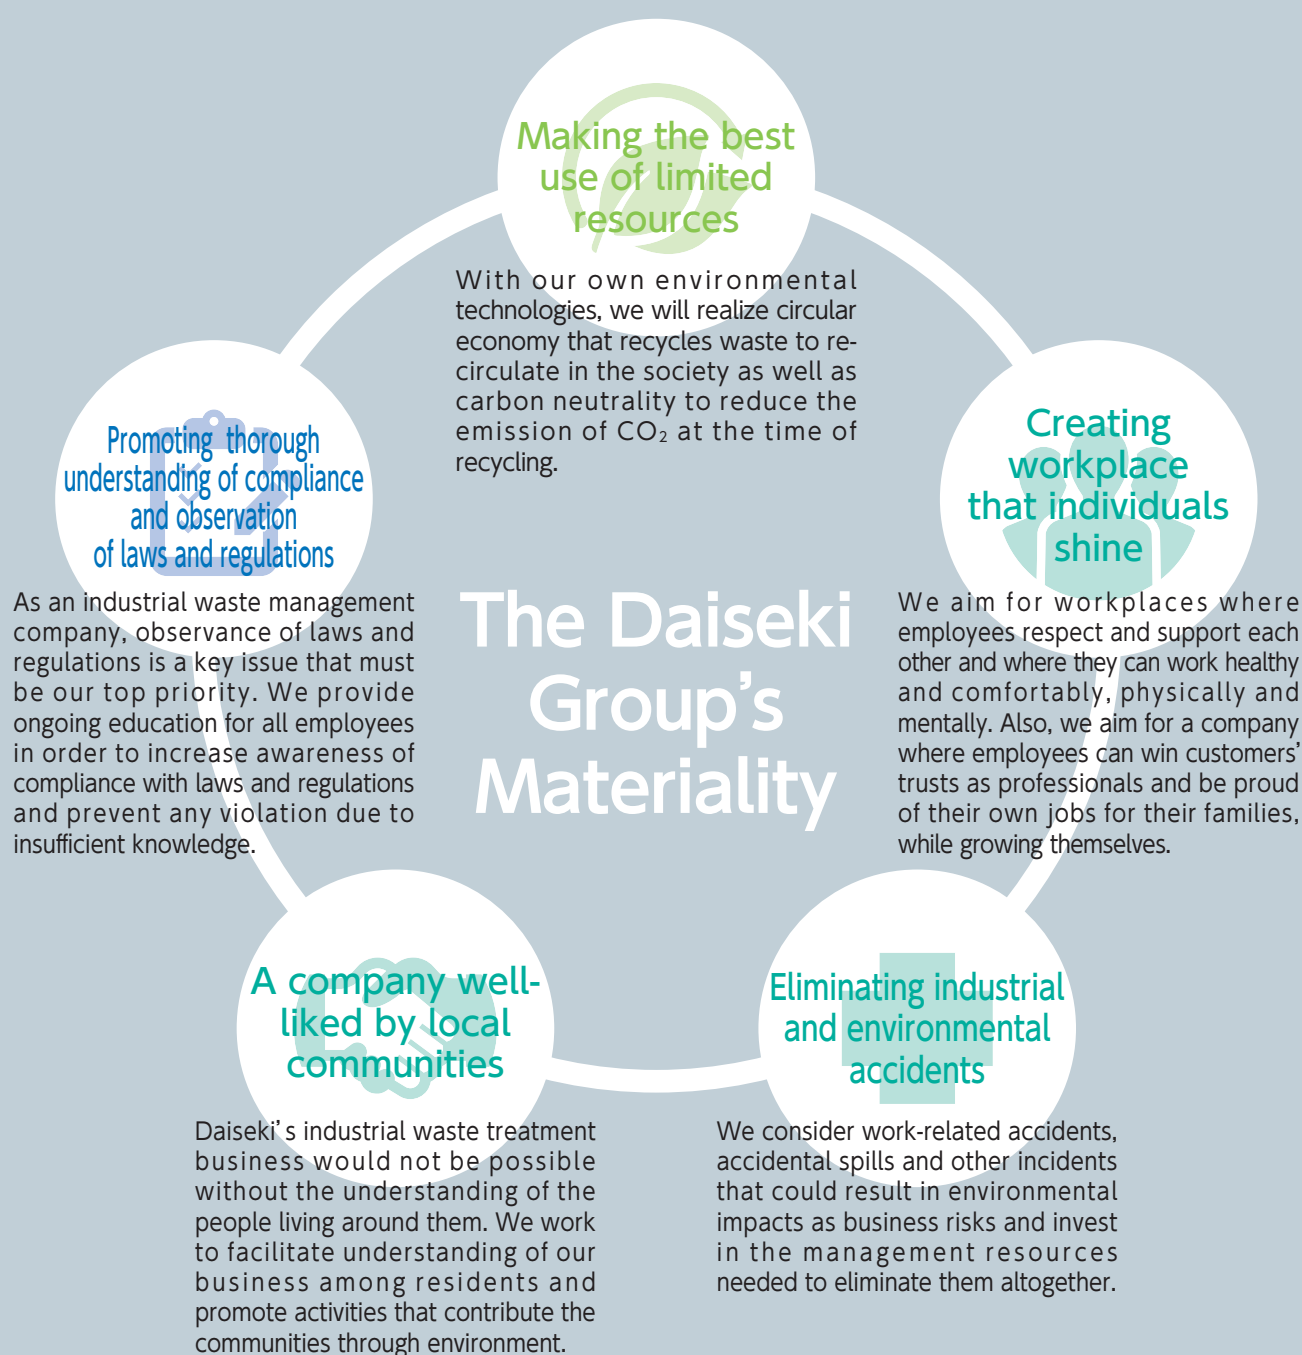 Making the best
use of limited
resources
With our own environmental
technologies, we will realize circular
economy that recycles waste to re-
circulate in the society as well as
carbon neutrality to reduce the
emission of CO₂ at the time of
recycling.
Promoting thorough
understanding of compliance
and observation
of laws and regulations
As an industrial waste management
company, observance of laws and
regulations is a key issue that must
be our top priority. We provide
ongoing education for all employees
in order to increase awareness of
compliance with laws and regulations
and prevent any violation due to
insufficient knowledge.
The Daiseki
Group's
Materiality
Creating
workplace
that individuals
shine
We aim for workplaces where
employees respect and support each
other and where they can work healthy
and comfortably, physically and
mentally. Also, we aim for a company
where employees can win customers'
trusts as professionals and be proud
of their own jobs for their families,
while growing themselves.
A company well-
liked by local
communities
Daiseki's industrial waste treatment
business would not be possible
without the understanding of the
people living around them. We work
to facilitate understanding of our
business among residents and
promote activities that contribute the
communities through environment.
Eliminating industrial
and environmental
accidents
We consider work-related accidents,
accidental spills and other incidents
that could result in environmental
impacts as business risks and invest
in the management resources
needed to eliminate them altogether.